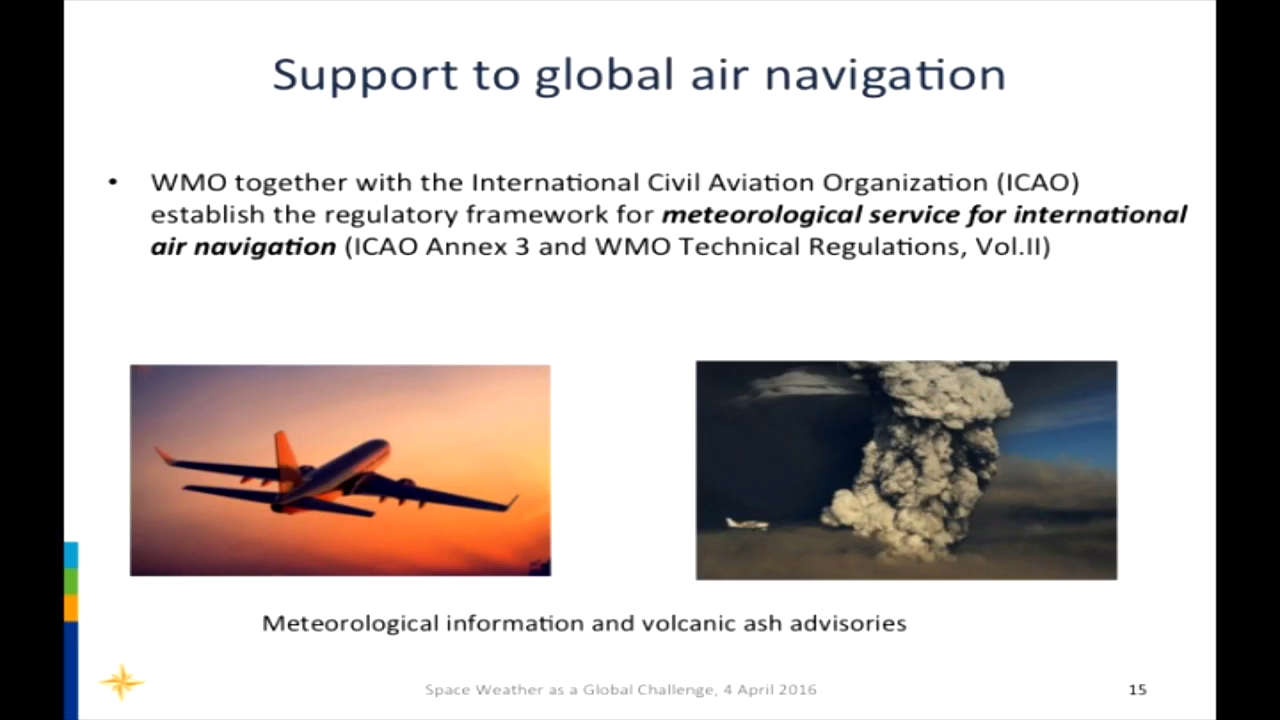 Support to global air navigation
• WMO together with the International Civil Aviation Organization (ICAO)
establish the regulatory framework for meteorological service for international
air navigation (ICAO Annex 3 and WMO Technical Regulations, Vol.II)
Meteorological information and volcanic ash advisories
Space Weather as a Global Challenge, 4 April 2016
15